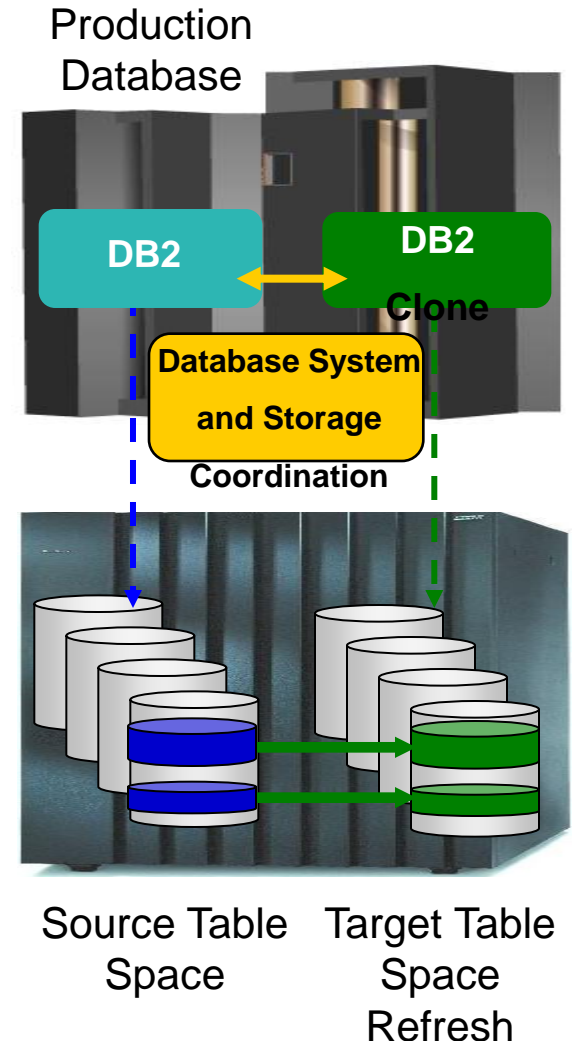 Production
Database
DB2
DB2
Clone
Database System
and Storage
Coordination
Source Table
Space
Target Table
Space
Refresh